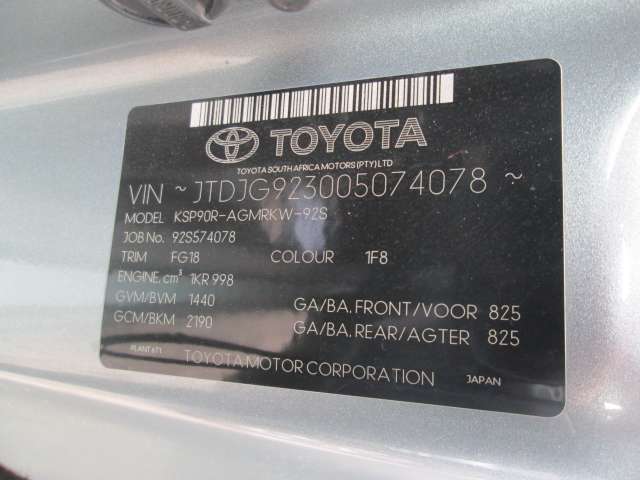 TOYOTA
TOYOTA SOUTH AFRICA MOTORS (PTY) LTD
VIN ~ JTDJG923005074078 ~
MODEL KSP90R-AGMRKW-92S
JOB No. 92S574078
TRIM FG18 COLOUR 1F8
ENGINE.cm³ 1KR 998
GVM/BVM 1440 GA/BA.FRONT/VOOR 825
GCM/BKM 2190 GA/BA.REAR/AGTER 825
PLANT 671
TOYOTA MOTOR CORPORATION JAPAN